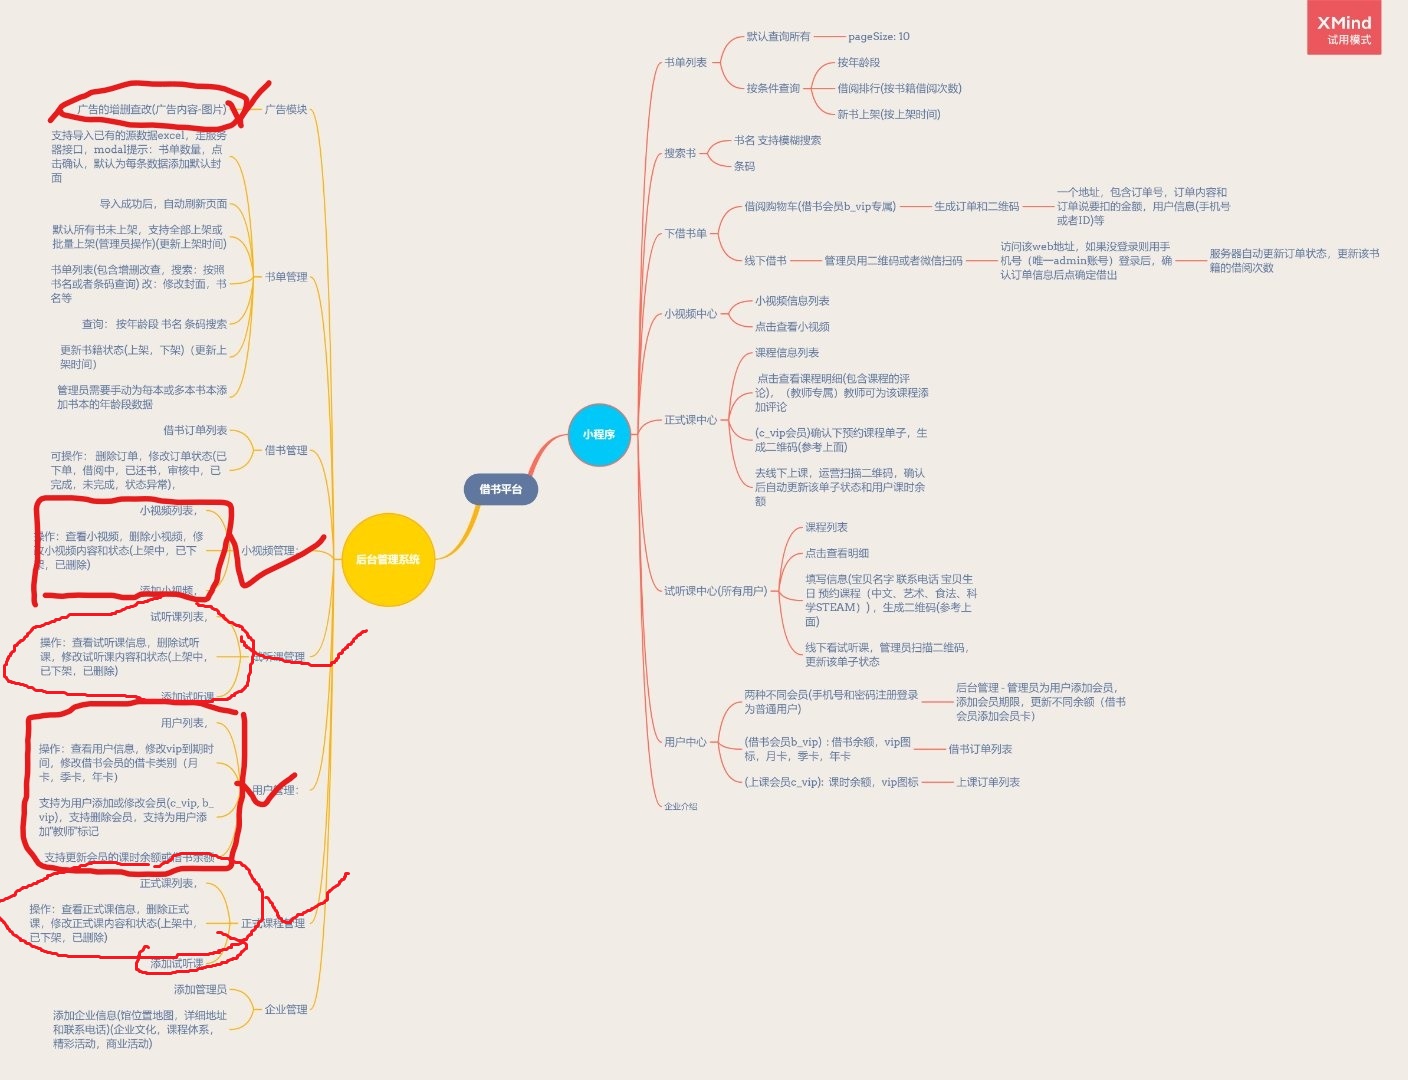 XMind
试用模式
借书平台
小程序
书单列表
默认查询所有
pageSize: 10
按条件查询
按年龄段
借阅排行(按书籍借阅次数)
新书上架(按上架时间)
搜索书
书名 支持模糊搜索
条码
下借书单
借阅购物车(借书会员b_vip专属)
生成订单和二维码
一个地址，包含订单号，订单内容和
订单说要扣的金额，用户信息(手机号
或者ID)等
线下借书
管理员用二维码或者微信扫码
访问该web地址，如果没登录则用手
机号（唯一admin账号）登录后，确
认订单信息后点确定借出
服务器自动更新订单状态，更新该书
籍的借阅次数
小视频中心
小视频信息列表
点击查看小视频
正式课中心
课程信息列表
点击查看课程明细(包含课程的评
论)，（教师专属）教师可为该课程添
加评论
(c_vip会员)确认下预约课程单子，生
成二维码(参考上面)
去线下上课，运营扫描二维码，确认
后自动更新该单子状态和用户课时余
额
试听课中心(所有用户)
课程列表
点击查看明细
填写信息(宝贝名字 联系电话 宝贝生
日 预约课程（中文、艺术、食法、科
学STEAM）)，生成二维码(参考上
面)
线下看试听课，管理员扫描二维码，
更新该单子状态
用户中心
两种不同会员(手机号和密码注册登录
为普通用户)
后台管理 - 管理员为用户添加会员，
添加会员期限，更新不同余额（借书
会员添加会员卡）
(借书会员b_vip)：借书余额，vip图
标，月卡，季卡，年卡
借书订单列表
(上课会员c_vip)：课时余额，vip图标
上课订单列表
企业介绍
后台管理系统
广告模块
广告的增删查改(广告内容-图片)
书单管理
支持导入已有的源数据excel，走服务
器接口，modal提示：书单数量，点
击确认，默认为每条数据添加默认封
面
导入成功后，自动刷新页面
默认所有书未上架，支持全部上架或
批量上架(管理员操作)(更新上架时间)
书单列表(包含增删改查，搜索：按照
书名或者条码查询) 改：修改封面，书
名等
查询： 按年龄段 书名 条码搜索
更新书籍状态(上架，下架)（更新上
架时间）
管理员需要手动为每本或多本书本添
加书本的年龄段数据
借书管理
借书订单列表
可操作： 删除订单，修改订单状态(已
下单，借阅中，已还书，审核中，已
完成，未完成，状态异常)，
小视频管理：
小视频列表，
操作：查看小视频，删除小视频，修
改小视频内容和状态(上架中，已下
架，已删除)
添加小视频，
试听课管理
试听课列表，
操作：查看试听课信息，删除试听
课，修改试听课内容和状态(上架中，
已下架，已删除)
添加试听课
用户管理：
用户列表，
操作：查看用户信息，修改vip到期时
间，修改借书会员的借卡类别（月
卡，季卡，年卡）
支持为用户添加或修改会员(c_vip, b_
vip)，支持删除会员，支持为用户添
加"教师"标记
支持更新会员的课时余额或借书余额
正式课程管理
正式课列表，
操作：查看正式课信息，删除正式
课，修改正式课内容和状态(上架中，
已下架，已删除)
添加试听课
企业管理
添加管理员
添加企业信息(馆位置地图，详细地址
和联系电话)(企业文化，课程体系，
精彩活动，商业活动)